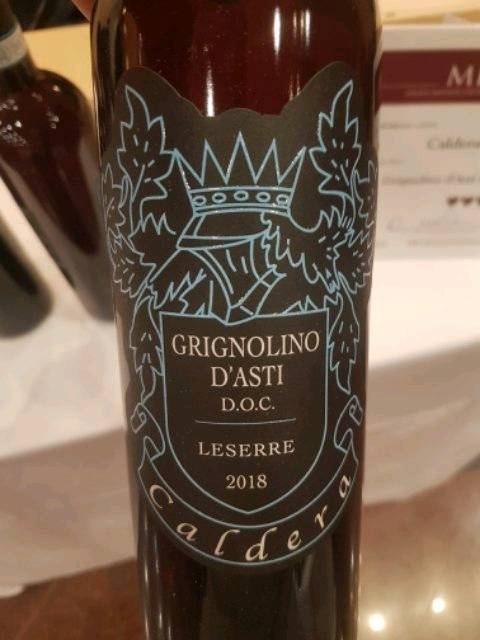 GRIGNOLINO
D'ASTI
D.O.C.
LESERRE
2018
Caldera